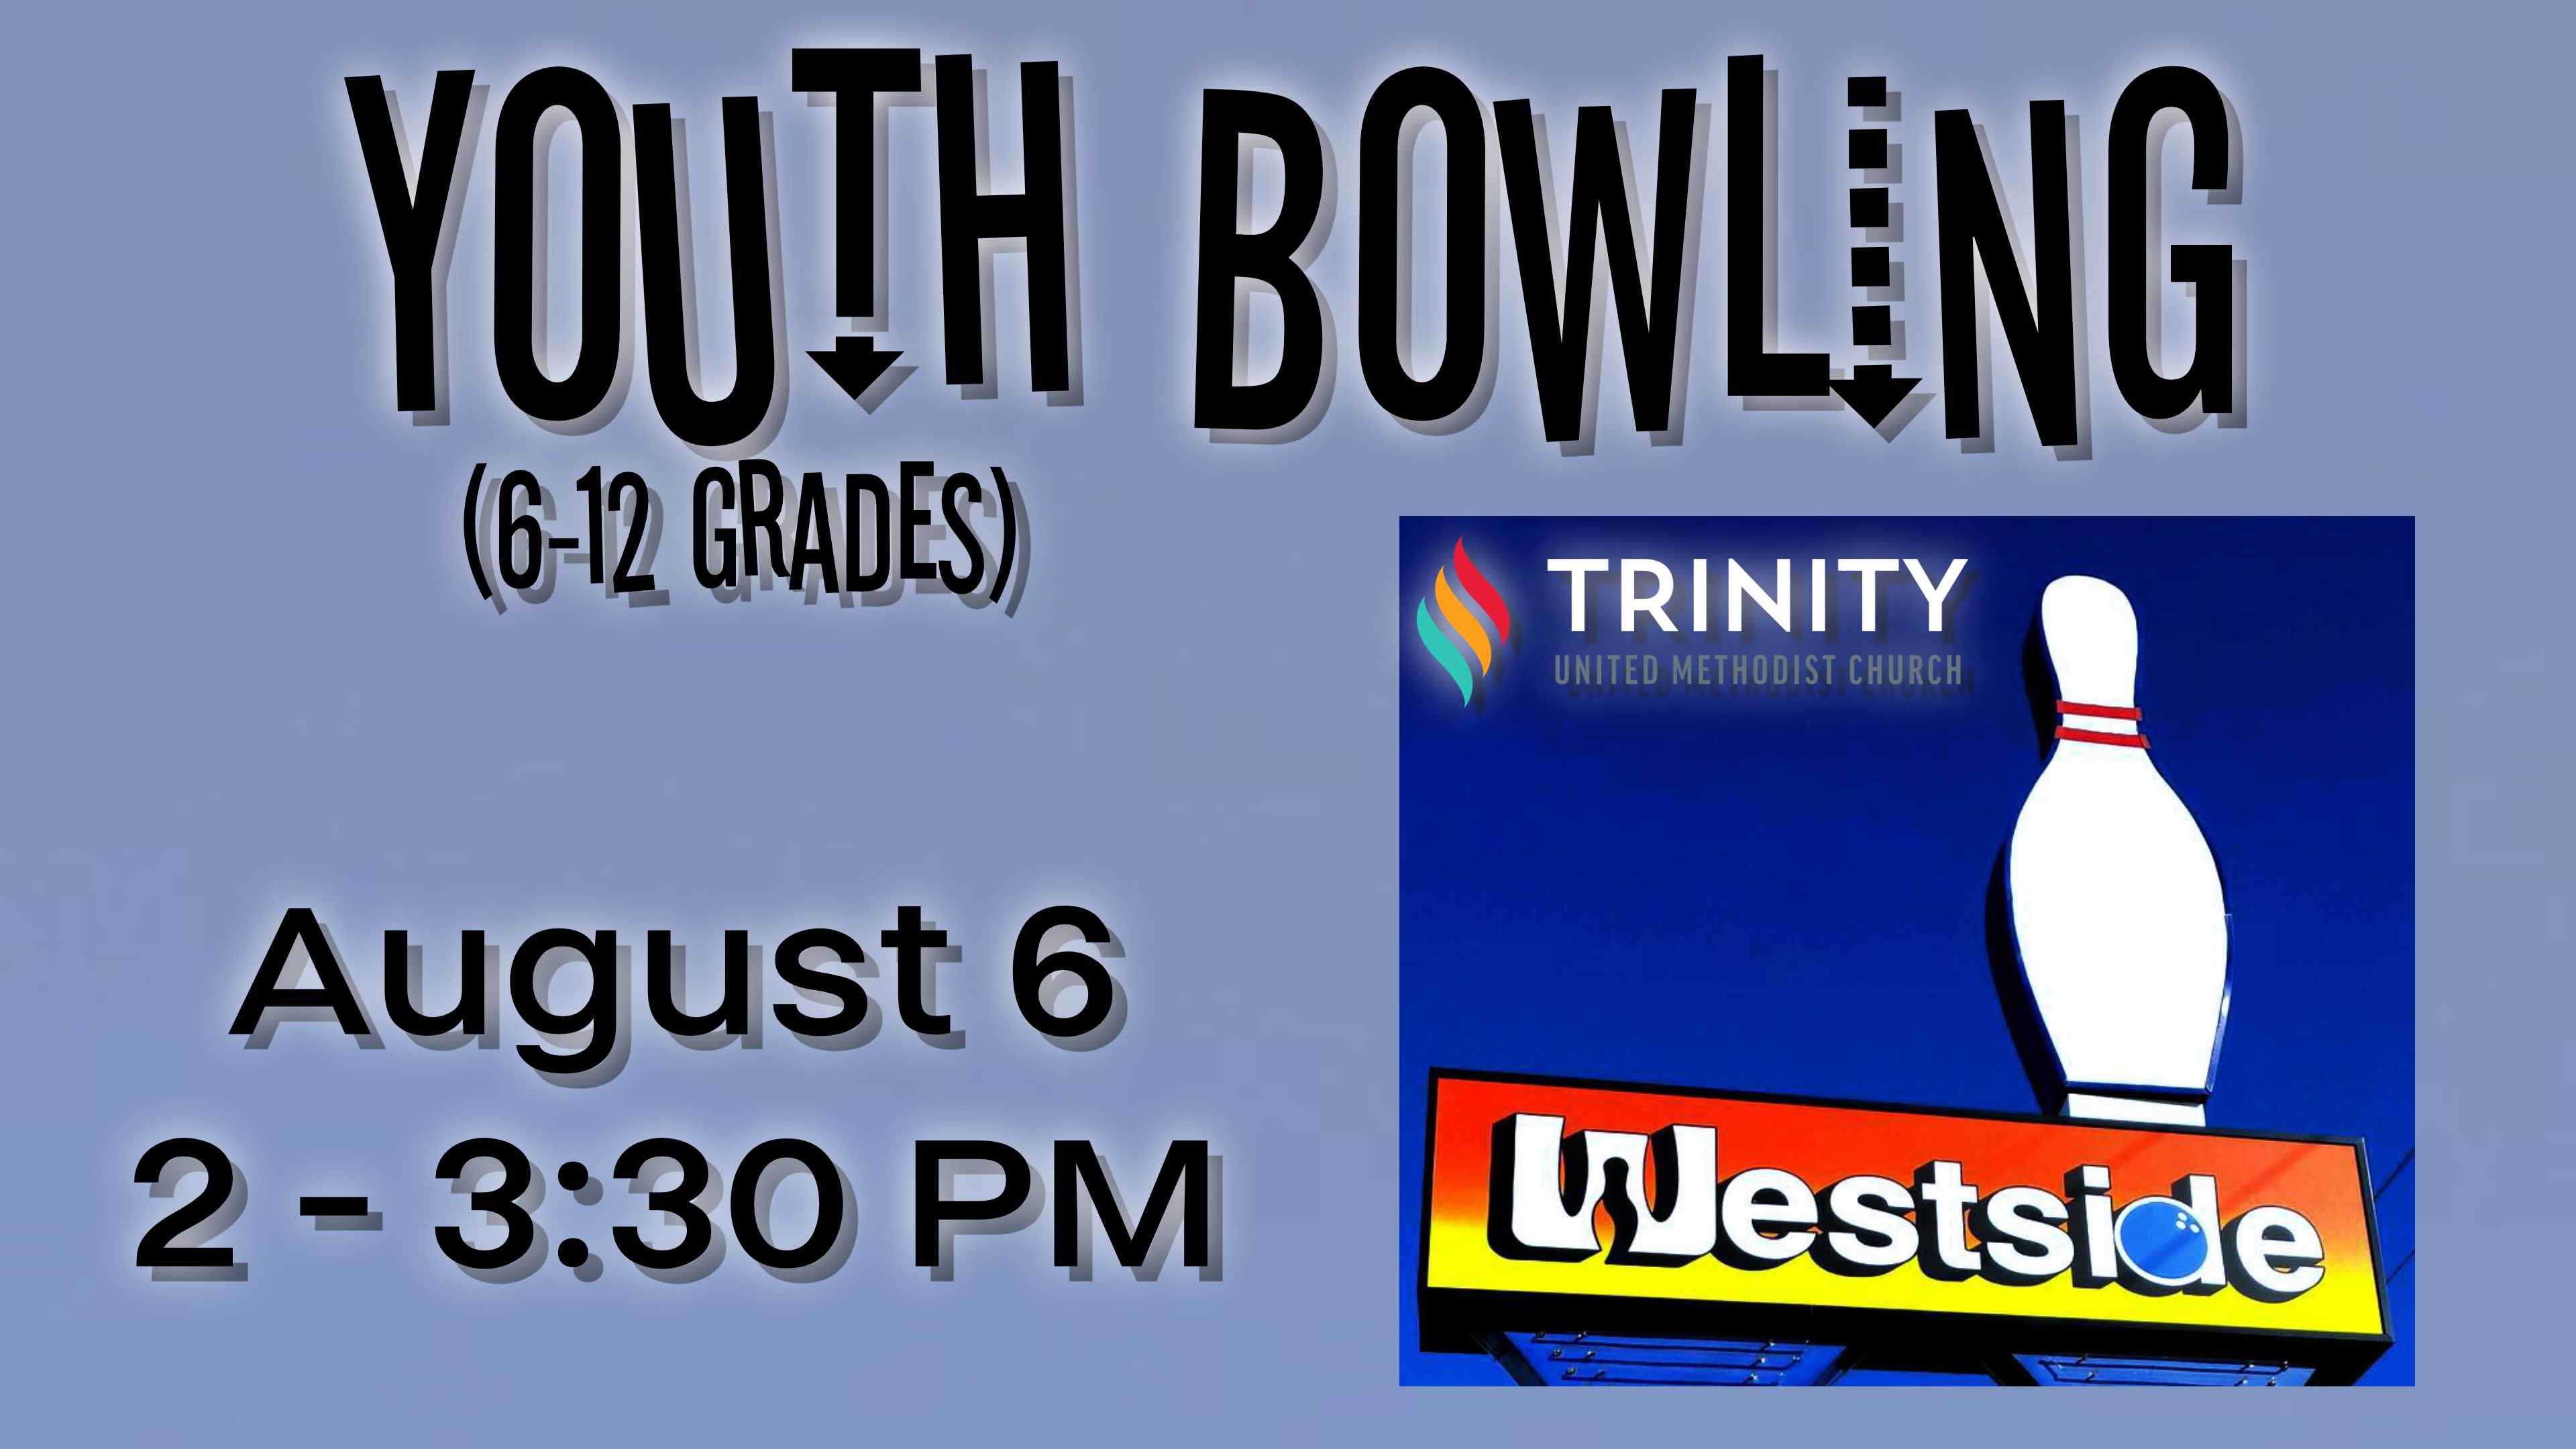 YOUTH BOWLING
(6-12 GRADES)
TRINITY
UNITED METHODIST CHURCH
August 6
2 - 3:30 PM
Westside